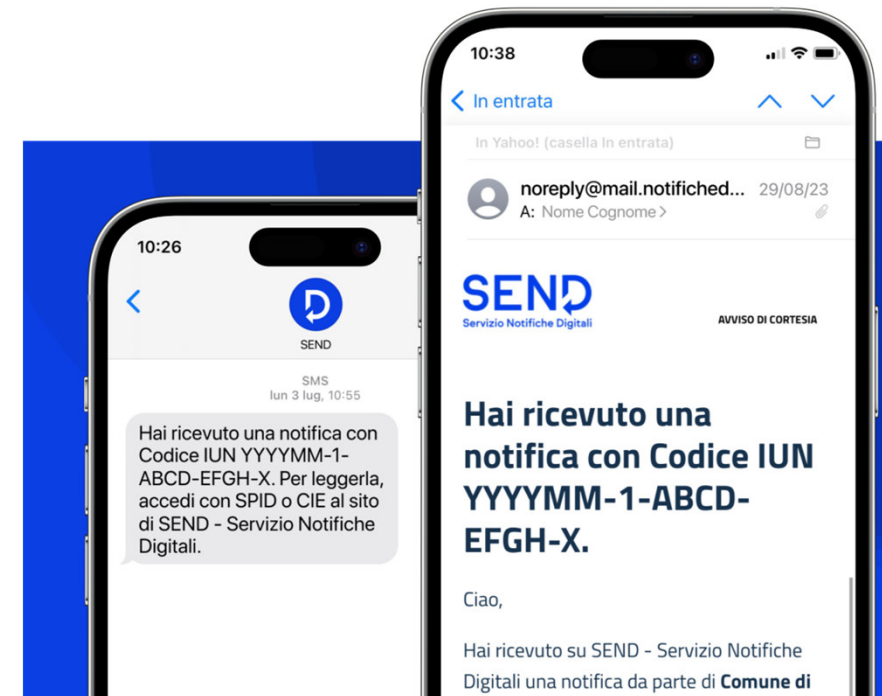 10:26
SEND
SMS
lun 3 lug, 10:55
Hai ricevuto una notifica con
Codice IUN YYYYMM-1-
ABCD-EFGH-X. Per leggerla,
accedi con SPID o CIE al sito
di SEND - Servizio Notifiche
Digitali.
10:38
In entrata
In Yahoo! (casella In entrata)
noreply@mail.notifiched... 29/08/23
A: Nome Cognome >
SEND
Servizio Notifiche Digitali
AVVISO DI CORTESIA
Hai ricevuto una
notifica con Codice IUN
YYYYMM-1-ABCD-
EFGH-X.
Ciao,
Hai ricevuto su SEND - Servizio Notifiche
Digitali una notifica da parte di Comune di